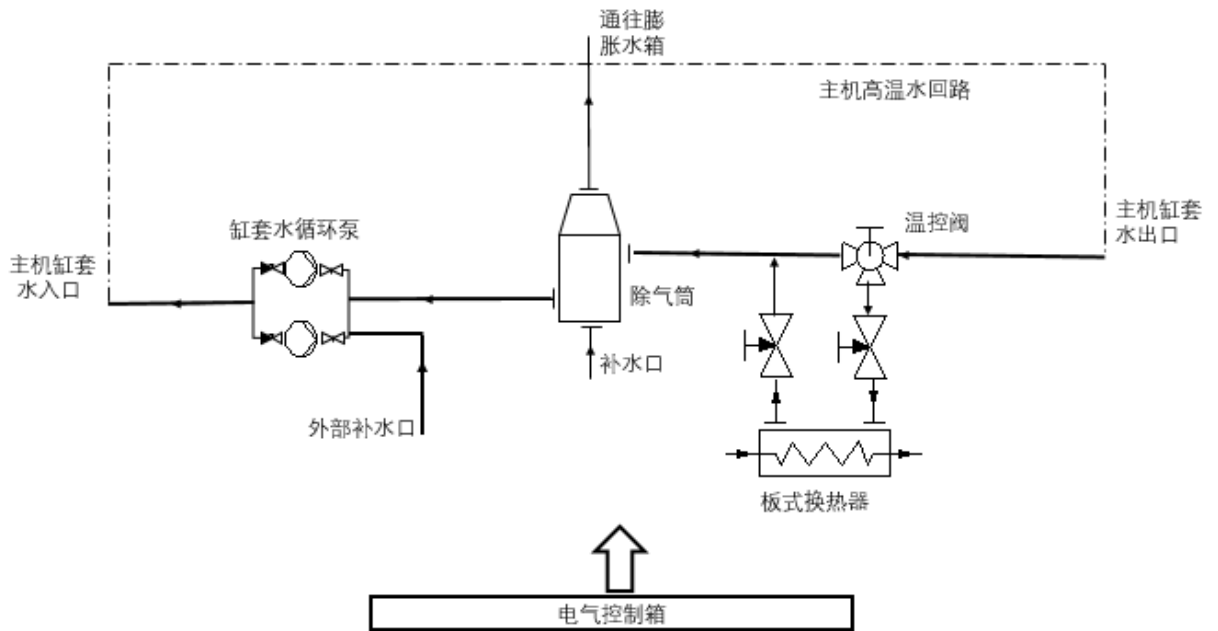 通往膨
胀水箱
主机高温水回路
缸套水循环泵
温控阀
主机缸套
水出口
主机缸套
水入口
除气筒
补水口
外部补水口
板式换热器
电气控制箱